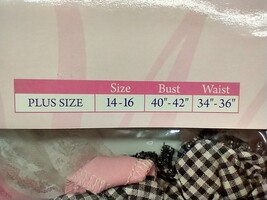 Size Bust Waist
PLUS SIZE 14-16 40"-42" 34"-36"